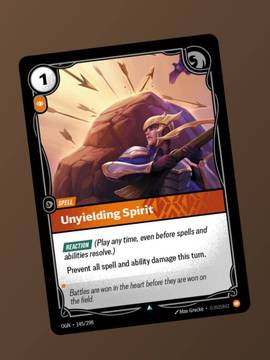 1
SPELL
Unyielding Spirit
REACTION (Play any time, even before spells and
abilities resolve.)
Prevent all spell and ability damage this turn.
Battles are won in the heart before they are won on
the field.
OGN • 145/298
Max Grecke